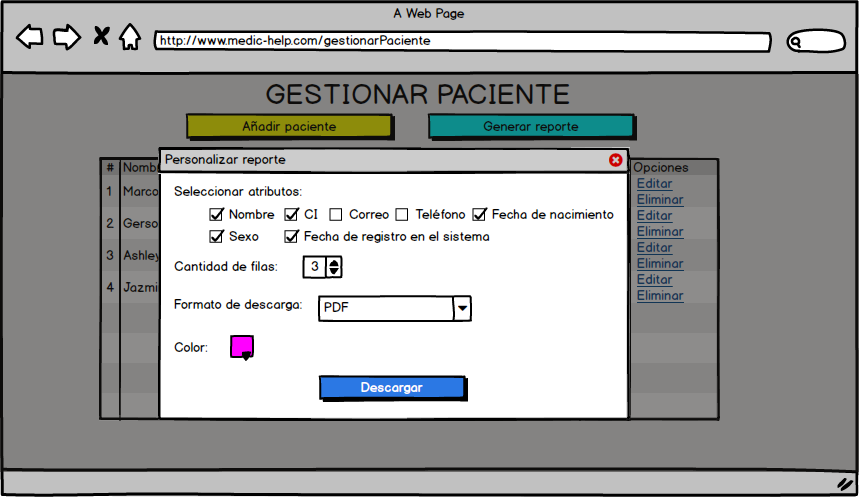 A Web Page
http://www.medic-help.com/gestionarPaciente
GESTIONAR PACIENTE
Añadir paciente
Generar reporte
Personalizar reporte
# Opciones
Seleccionar atributos:
Nombre CI Correo Teléfono Fecha de nacimiento
Sexo Fecha de registro en el sistema
Cantidad de filas: 3
Formato de descarga: PDF
Color:
Descargar
1 Marco
Editar
Eliminar
2 Gerso
Editar
Eliminar
3 Ashley
Editar
Eliminar
4 Jazmi
Editar
Eliminar